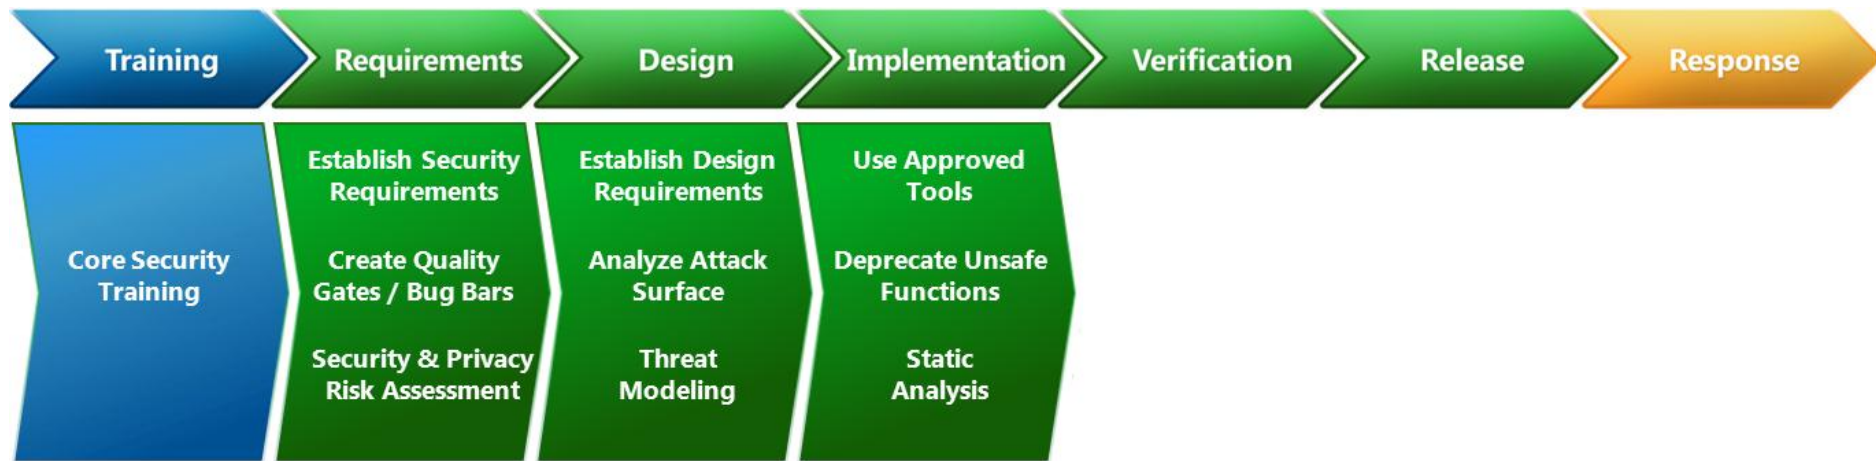 Training
Requirements
Design
Implementation
Verification
Release
Response
Core Security
Training
Establish Security
Requirements
Create Quality
Gates / Bug Bars
Security & Privacy
Risk Assessment
Establish Design
Requirements
Analyze Attack
Surface
Threat
Modeling
Use Approved
Tools
Deprecate Unsafe
Functions
Static
Analysis